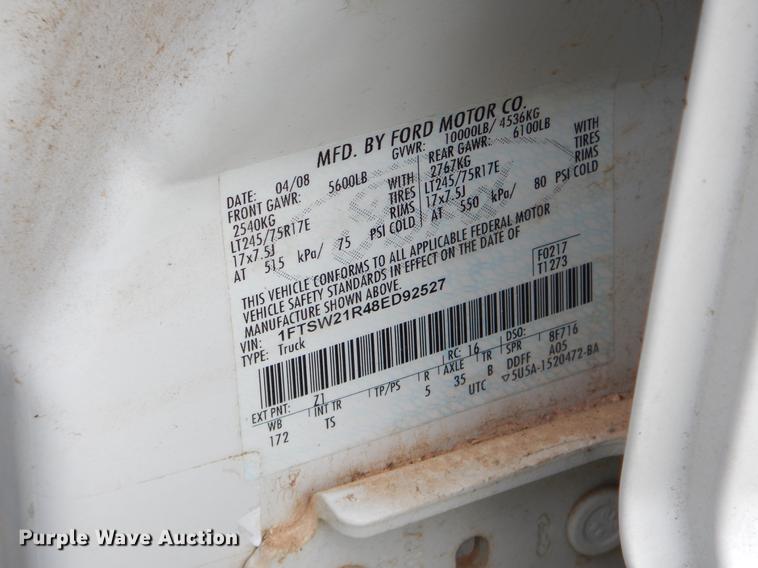 MFD. BY FORD MOTOR CO.
DATE: 04/08 GVWR: 10000LB/ 4536KG
FRONT GAWR: 5600LB REAR GAWR: 6100LB
2540KG WITH 2767KG WITH
LT245/75R17E TIRES LT245/75R17E TIRES
17x7.5J RIMS 17x7.5J RIMS
AT 515 kPa/ 75 PSI COLD AT 550 kPa/ 80 PSI COLD
THIS VEHICLE CONFORMS TO ALL APPLICABLE FEDERAL MOTOR
VEHICLE SAFETY STANDARDS IN EFFECT ON THE DATE OF
MANUFACTURE SHOWN ABOVE.
F0217
T1273
VIN: 1FTSW21R48ED92527
TYPE: Truck
EXT PNT: Z1 RC: 16 DSO:
WB INT TR TP/PS R AXLE TR SPR 8F716
172 TS 5 35 B DDFF A05
UTC 5U5A-1520472-BA
Purple Wave Auction